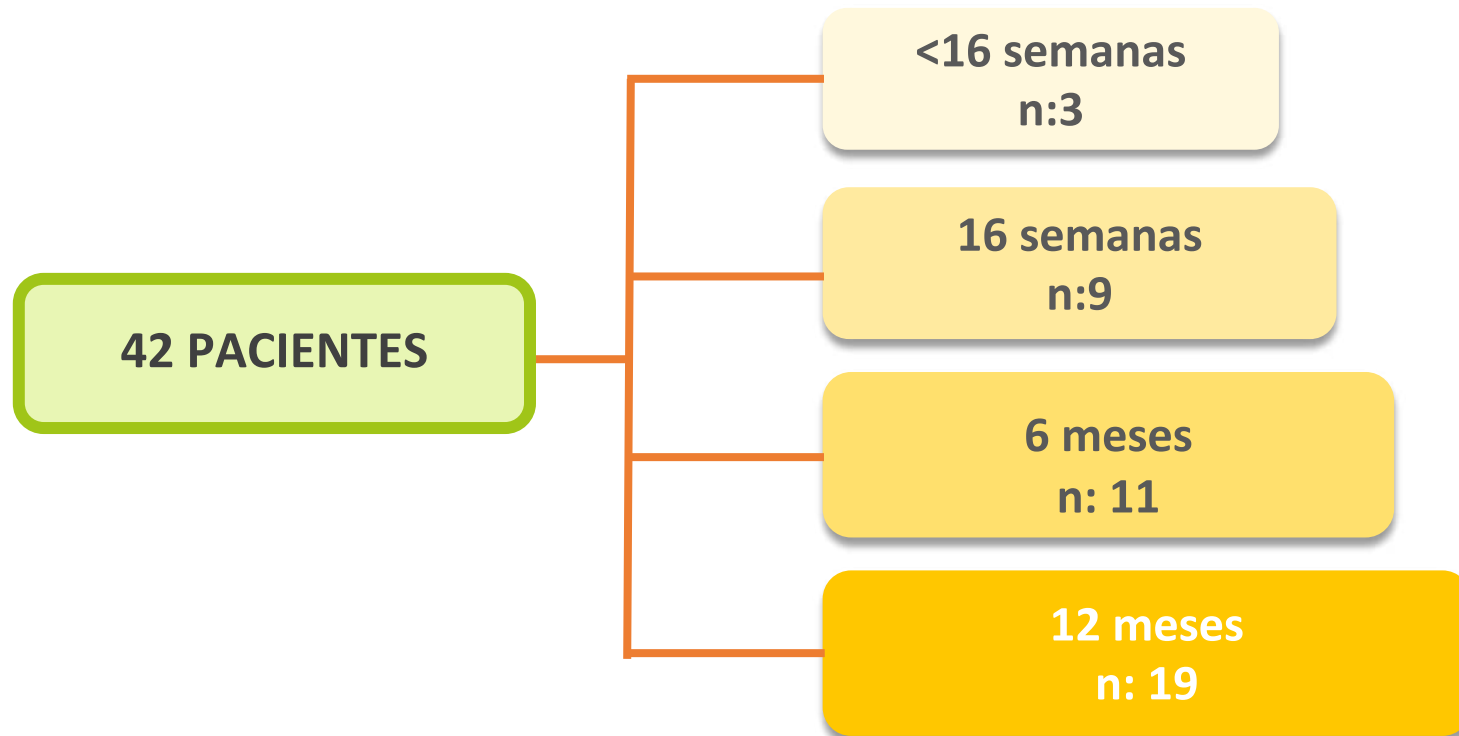 42 PACIENTES
<16 semanas
n:3
16 semanas
n:9
6 meses
n: 11
12 meses
n: 19